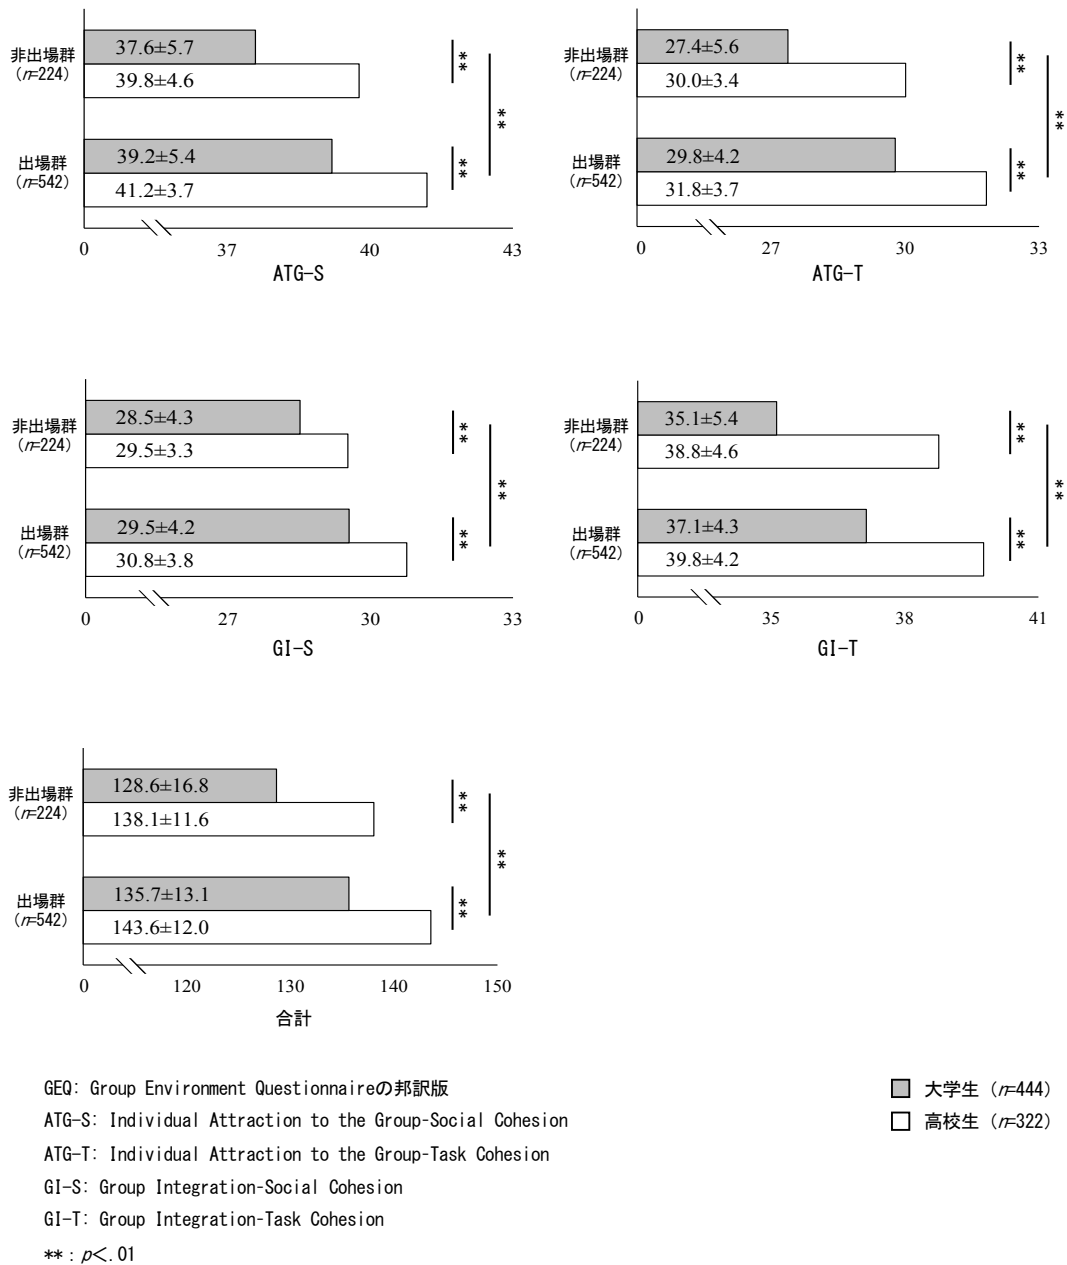 非出場群
(n=224)
37.6±5.7
39.8±4.6
**
**
出場群
(n=542)
39.2±5.4
41.2±3.7
**
0 37 40 43
ATG-S
非出場群
(n=224)
27.4±5.6
30.0±3.4
**
**
出場群
(n=542)
29.8±4.2
31.8±3.7
**
0 27 30 33
ATG-T
非出場群
(n=224)
28.5±4.3
29.5±3.3
**
**
出場群
(n=542)
29.5±4.2
30.8±3.8
**
0 27 30 33
GI-S
非出場群
(n=224)
35.1±5.4
38.8±4.6
**
**
出場群
(n=542)
37.1±4.3
39.8±4.2
**
0 35 38 41
GI-T
非出場群
(n=224)
128.6±16.8
138.1±11.6
**
**
出場群
(n=542)
135.7±13.1
143.6±12.0
**
0 120 130 140 150
合計
GEQ: Group Environment Questionnaireの邦訳版
ATG-S: Individual Attraction to the Group-Social Cohesion
ATG-T: Individual Attraction to the Group-Task Cohesion
GI-S: Group Integration-Social Cohesion
GI-T: Group Integration-Task Cohesion
**：p<.01
大学生（n=444）
高校生（n=322）